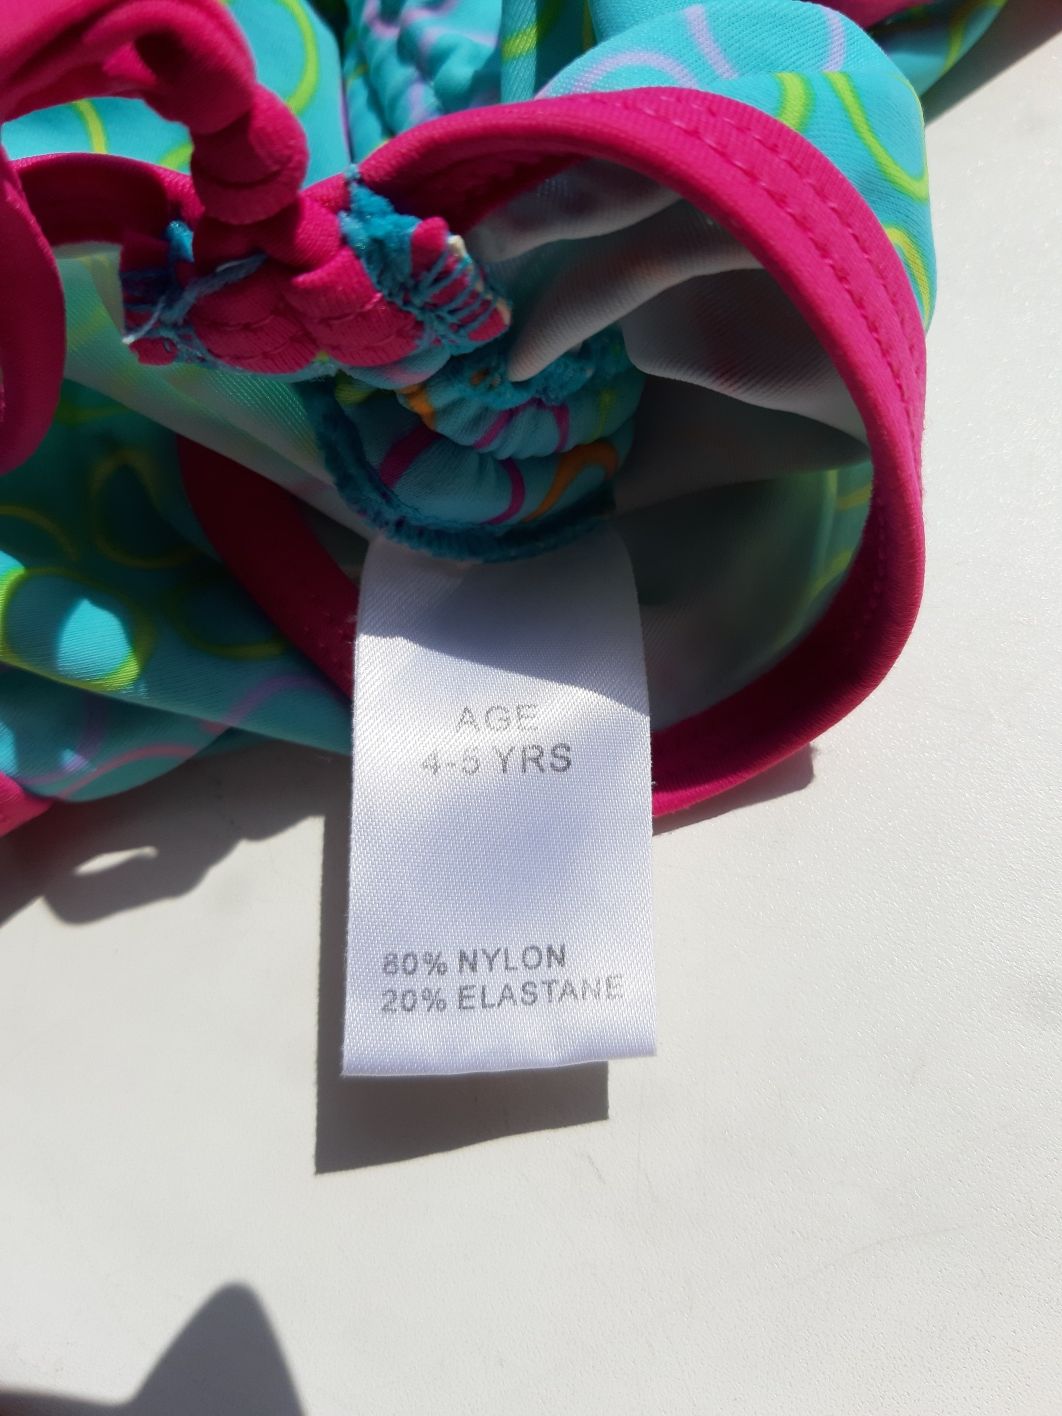 AGE
4-5 YRS
80% NYLON
20% ELASTANE